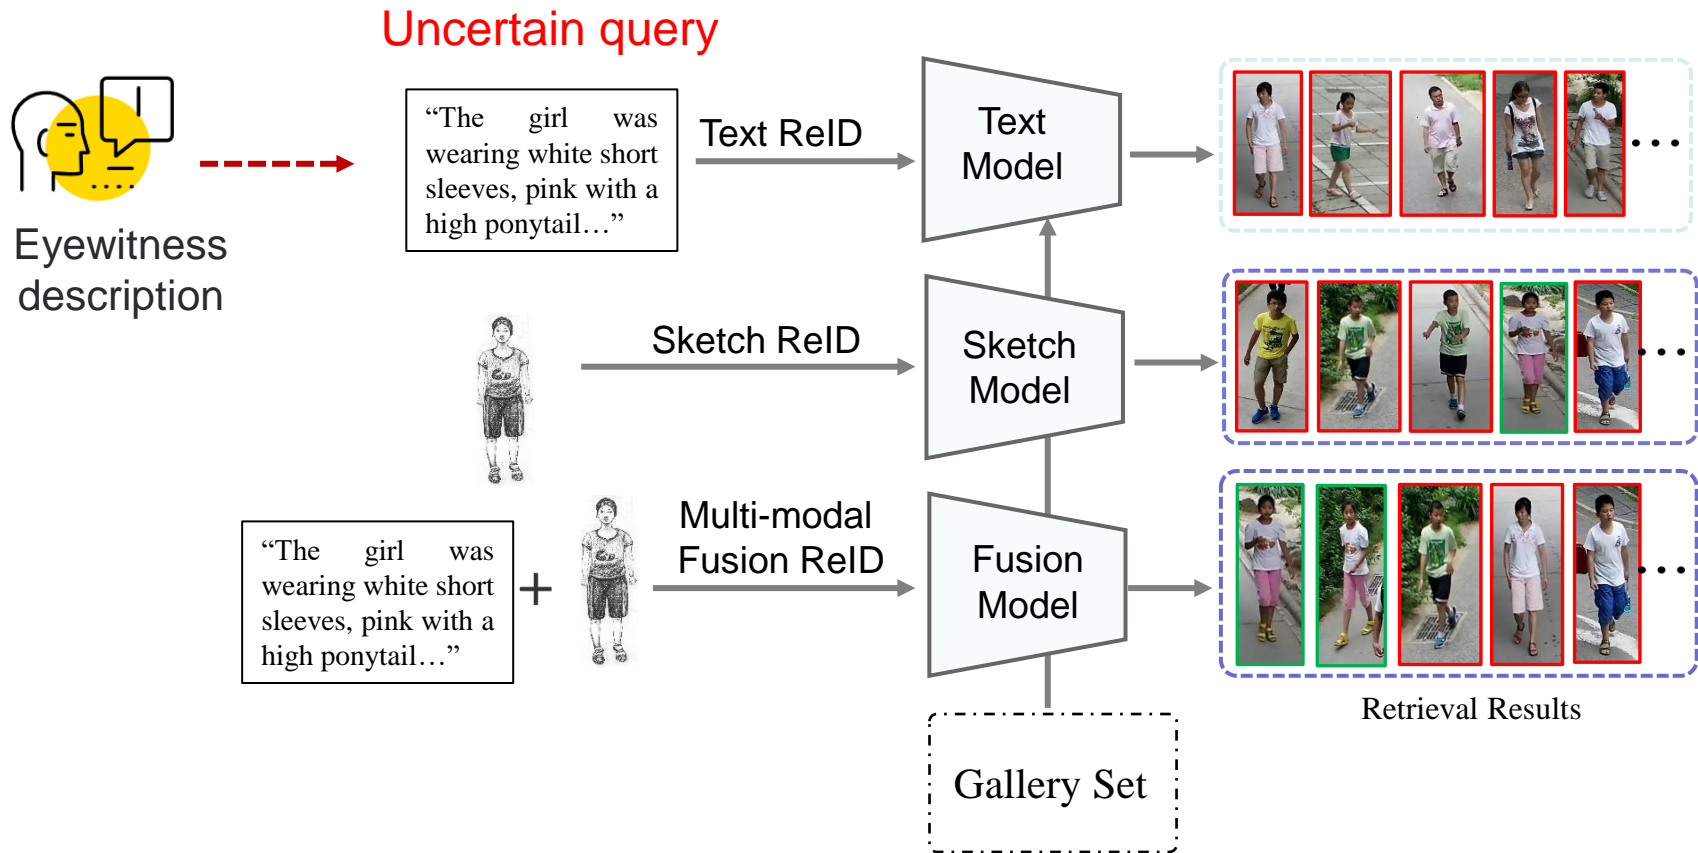 Uncertain query
Eyewitness
description
“The girl was
wearing white short
sleeves, pink with a
high ponytail…”
Text ReID
Text
Model
Sketch ReID
Sketch
Model
“The girl was
wearing white short
sleeves, pink with a
high ponytail…”
+
Multi-modal
Fusion ReID
Fusion
Model
Retrieval Results
Gallery Set